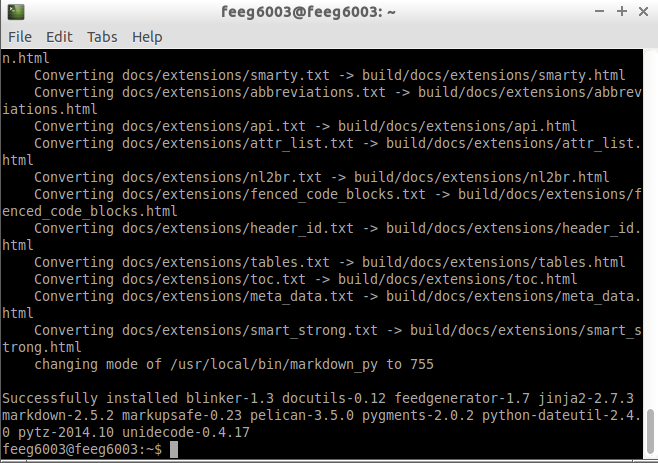 feeg6003@feeg6003: ~
File Edit Tabs Help
n.html
    Converting docs/extensions/smarty.txt -> build/docs/extensions/smarty.html
    Converting docs/extensions/abbreviations.txt -> build/docs/extensions/abbrev
iations.html
    Converting docs/extensions/api.txt -> build/docs/extensions/api.html
    Converting docs/extensions/attr_list.txt -> build/docs/extensions/attr_list.
html
    Converting docs/extensions/nl2br.txt -> build/docs/extensions/nl2br.html
    Converting docs/extensions/fenced_code_blocks.txt -> build/docs/extensions/f
enced_code_blocks.html
    Converting docs/extensions/header_id.txt -> build/docs/extensions/header_id.
html
    Converting docs/extensions/tables.txt -> build/docs/extensions/tables.html
    Converting docs/extensions/toc.txt -> build/docs/extensions/toc.html
    Converting docs/extensions/meta_data.txt -> build/docs/extensions/meta_data.
html
    Converting docs/extensions/smart_strong.txt -> build/docs/extensions/smart_s
trong.html
    changing mode of /usr/local/bin/markdown_py to 755

Successfully installed blinker-1.3 docutils-0.12 feedgenerator-1.7 jinja2-2.7.3
markdown-2.5.2 markupsafe-0.23 pelican-3.5.0 pygments-2.0.2 python-dateutil-2.4.
0 pytz-2014.10 unidecode-0.4.17
feeg6003@feeg6003:~$